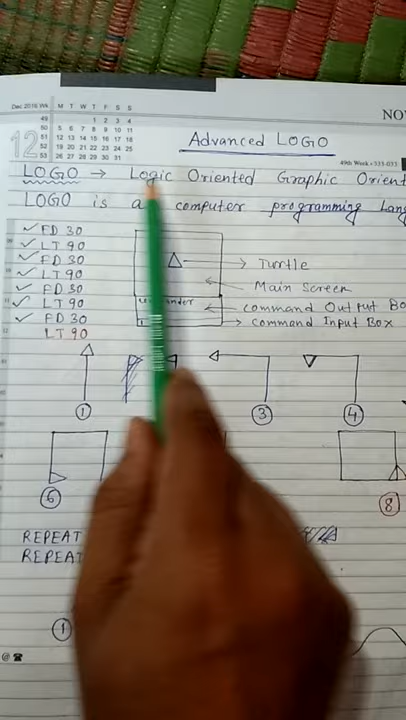 Dec 2016 Wk M T W T F S S
49 1 2 3 4
50 5 6 7 8 9 10 11
51 12 13 14 15 16 17 18
52 19 20 21 22 23 24 25
53 26 27 28 29 30 31
12
NO
Advanced LOGO
49th Week • 333-033
LOGO → Logic Oriented Graphic Orient
LOGO is a computer programming Lang
FD 30
LT 90
FD 30
LT 90
FD 30
LT 90
FD 30
LT 90
Turtle
Main Screen
Command Output Bo
Command Input Box
1
3
4
6
8
REPEAT
REPEAT
1